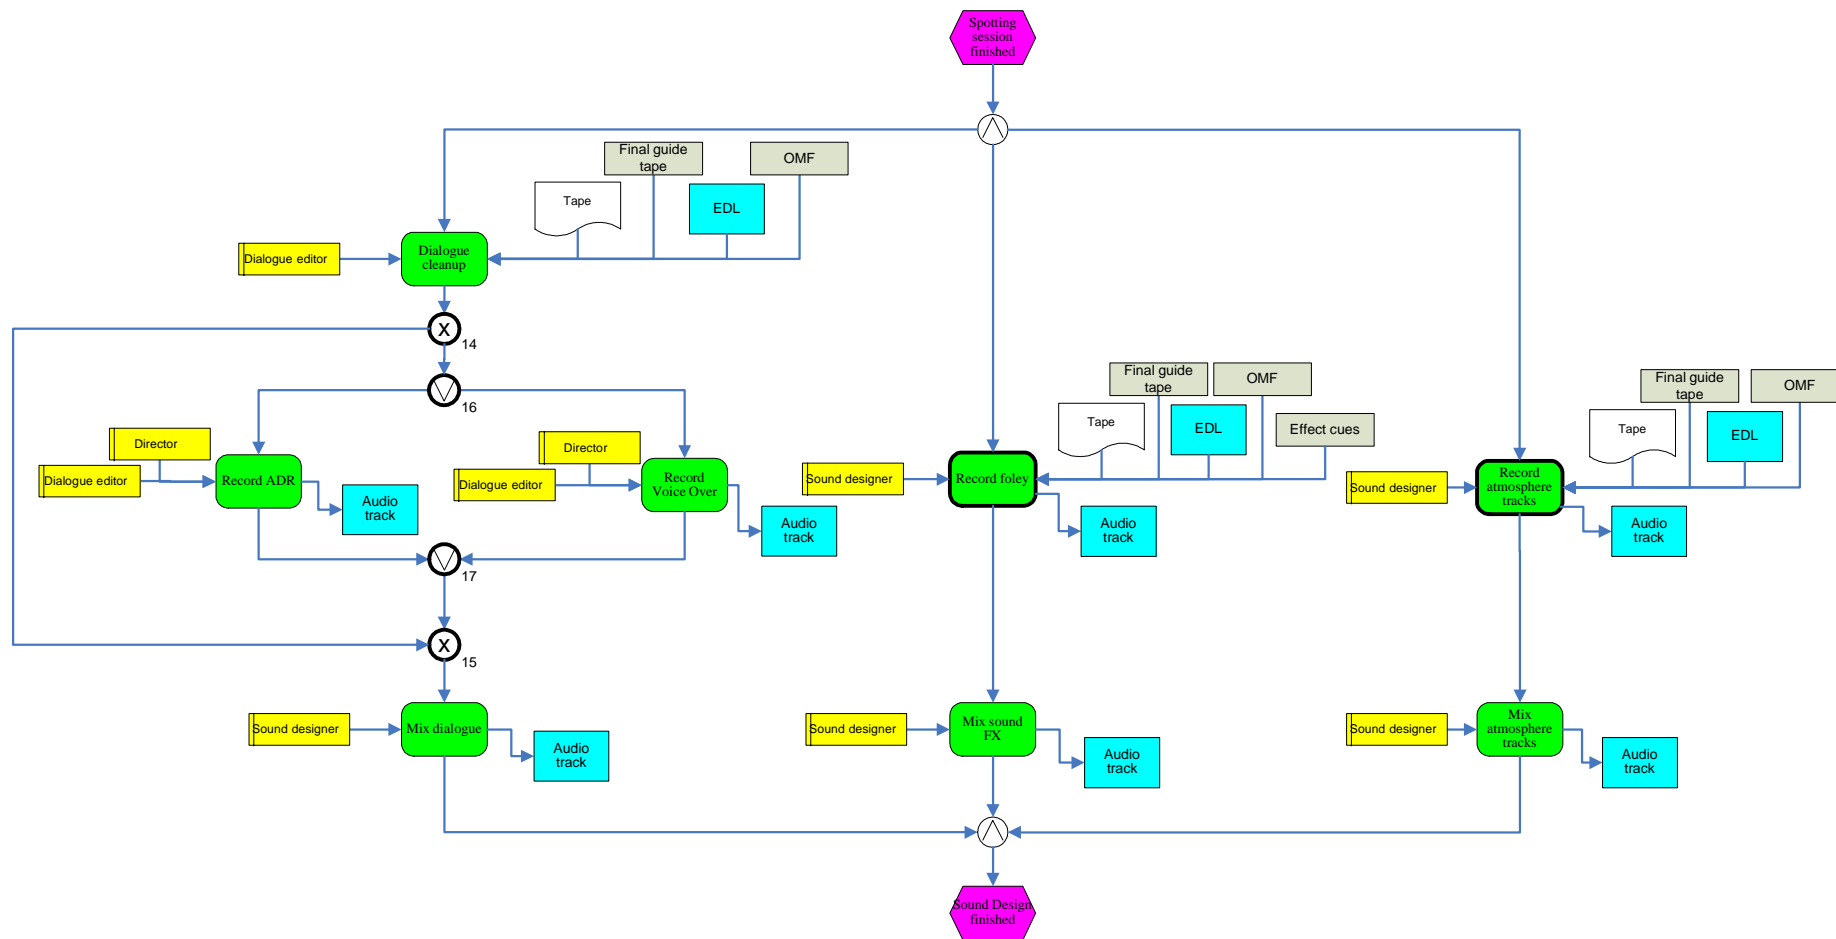 Spotting
session
finished
Final guide
tape
OMF
Tape
EDL
Dialogue editor
Dialogue
cleanup
X
14
16
Final guide
tape
OMF
Tape
EDL
Effect cues
Final guide
tape
OMF
Tape
EDL
Director
Dialogue editor
Record ADR
Audio
track
Director
Dialogue editor
Record
Voice Over
Audio
track
Sound designer
Record foley
Audio
track
Sound designer
Record
atmosphere
tracks
Audio
track
17
X
15
Sound designer
Mix dialogue
Audio
track
Sound designer
Mix sound
FX
Audio
track
Sound designer
Mix
atmosphere
tracks
Audio
track
Sound Design
finished